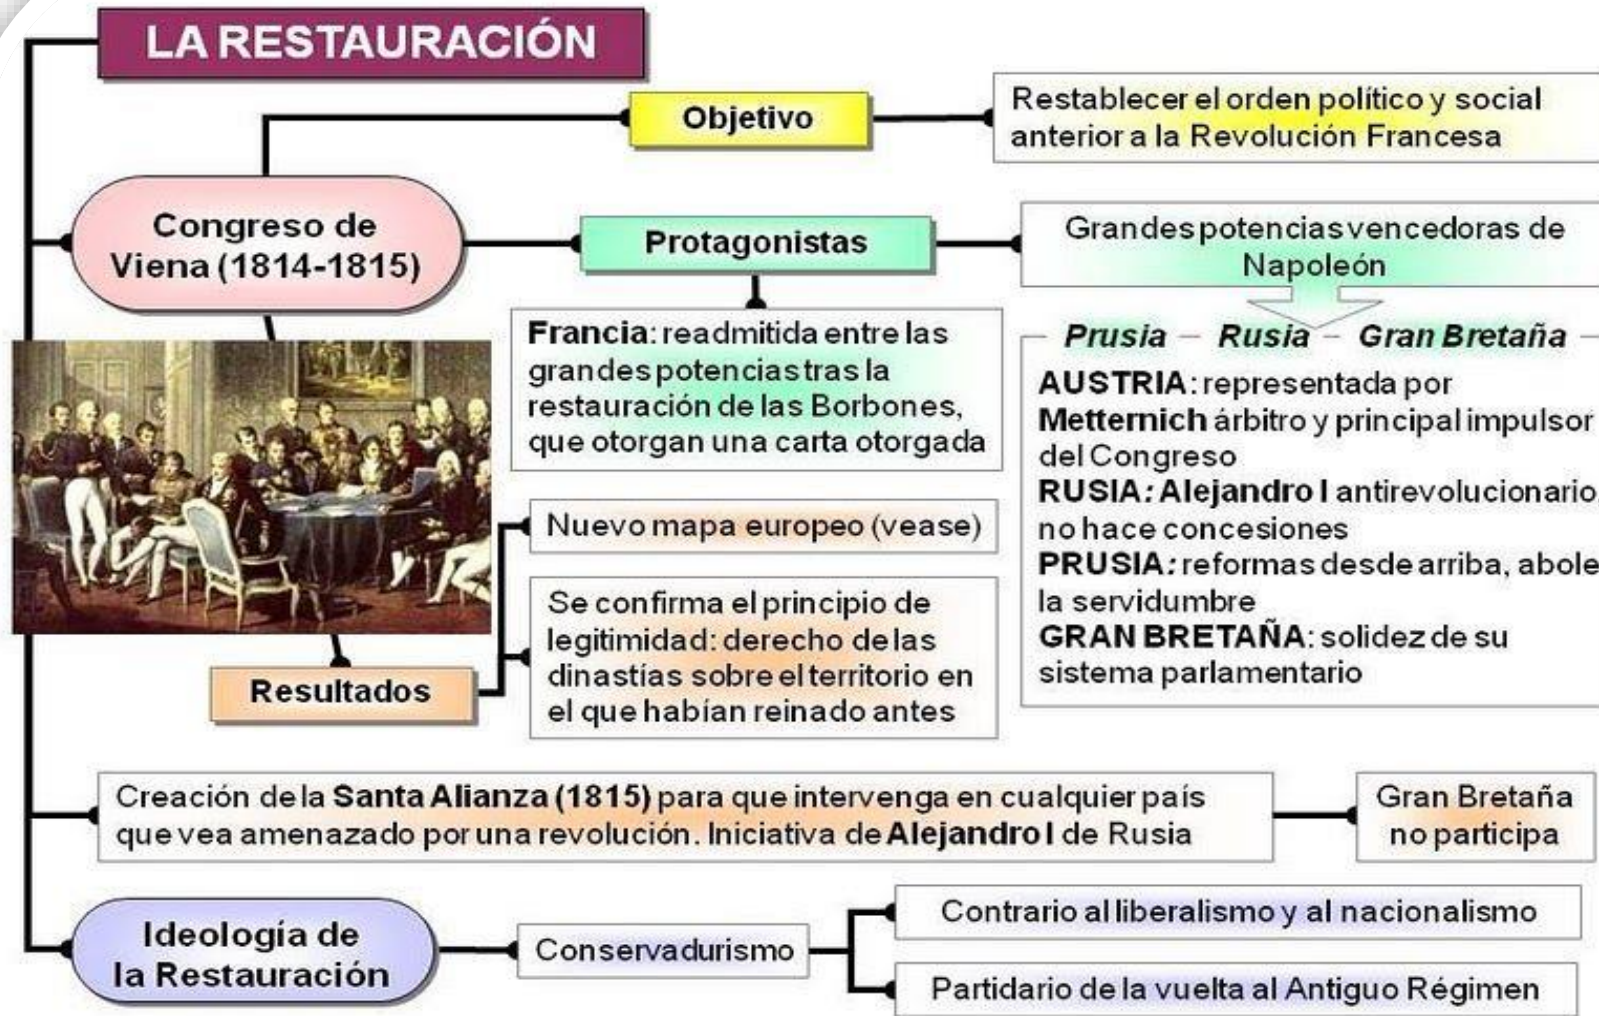 LA RESTAURACIÓN
Objetivo
Restablecer el orden político y social
anterior a la Revolución Francesa
Congreso de
Viena (1814-1815)
Protagonistas
Grandes potencias vencedoras de
Napoleón
Francia: readmitida entre las
grandes potencias tras la
restauración de las Borbones,
que otorgan una carta otorgada
Prusia – Rusia – Gran Bretaña –
AUSTRIA: representada por
Metternich árbitro y principal impulsor
del Congreso
RUSIA: Alejandro I antirevolucionario,
no hace concesiones
PRUSIA: reformas desde arriba, abole
la servidumbre
GRAN BRETAÑA: solidez de su
sistema parlamentario
Resultados
Nuevo mapa europeo (vease)
Se confirma el principio de
legitimidad: derecho de las
dinastías sobre el territorio en
el que habían reinado antes
Creación de la Santa Alianza (1815) para que intervenga en cualquier país
que vea amenazado por una revolución. Iniciativa de Alejandro I de Rusia
Gran Bretaña
no participa
Ideología de
la Restauración
Conservadurismo
Contrario al liberalismo y al nacionalismo
Partidario de la vuelta al Antiguo Régimen